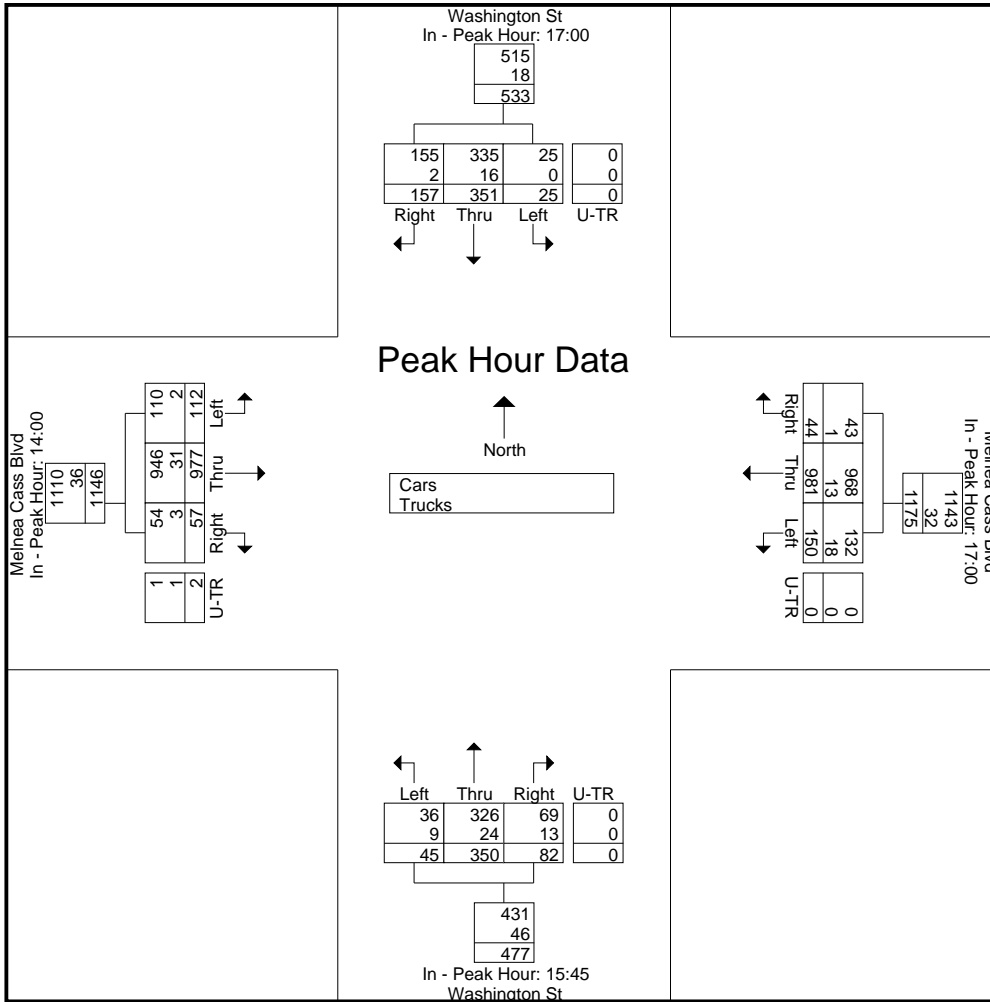 Washington St
In - Peak Hour: 17:00
515
18
533
155 335 25 0
2 16 0 0
157 351 25 0
Right Thru Left U-TR
Peak Hour Data
North
Cars
Trucks
Melnea Cass Blvd
In - Peak Hour: 14:00
1110
36
1146
110 946 54 1
2 31 3 1
112 977 57 2
Left Thru Right U-TR
Melnea Cass Blvd
In - Peak Hour: 17:00
1143
32
1175
43 968 132 0
1 13 18 0
44 981 150 0
Right Thru Left U-TR
Left Thru Right U-TR
36 326 69 0
9 24 13 0
45 350 82 0
431
46
477
In - Peak Hour: 15:45
Washington St